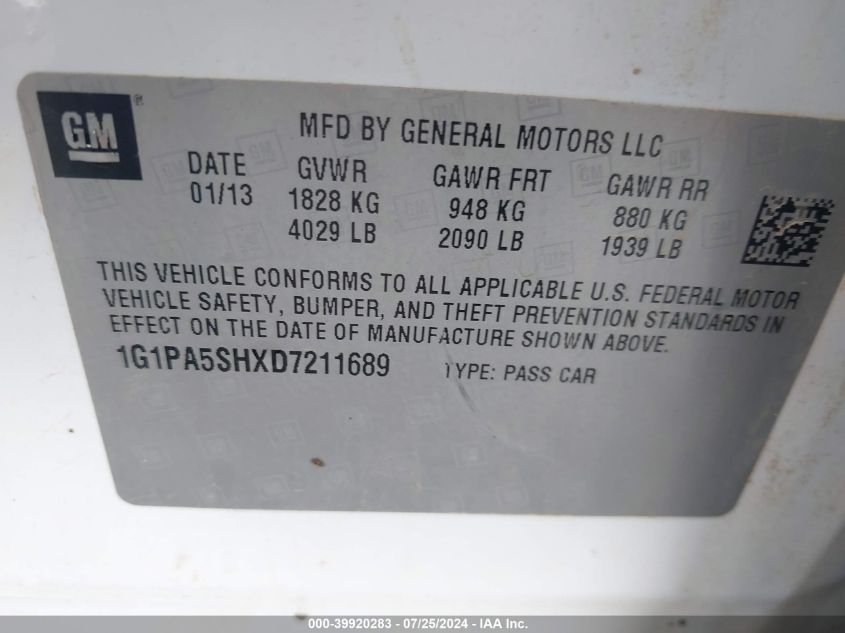 GM ®
MFD BY GENERAL MOTORS LLC
DATE GVWR GAWR FRT GAWR RR
01/13 1828 KG 948 KG 880 KG
4029 LB 2090 LB 1939 LB
THIS VEHICLE CONFORMS TO ALL APPLICABLE U.S. FEDERAL MOTOR
VEHICLE SAFETY, BUMPER, AND THEFT PREVENTION STANDARDS IN
EFFECT ON THE DATE OF MANUFACTURE SHOWN ABOVE.
1G1PA5SHXD7211689 TYPE: PASS CAR
000-39920283 - 07/25/2024 - IAA Inc.